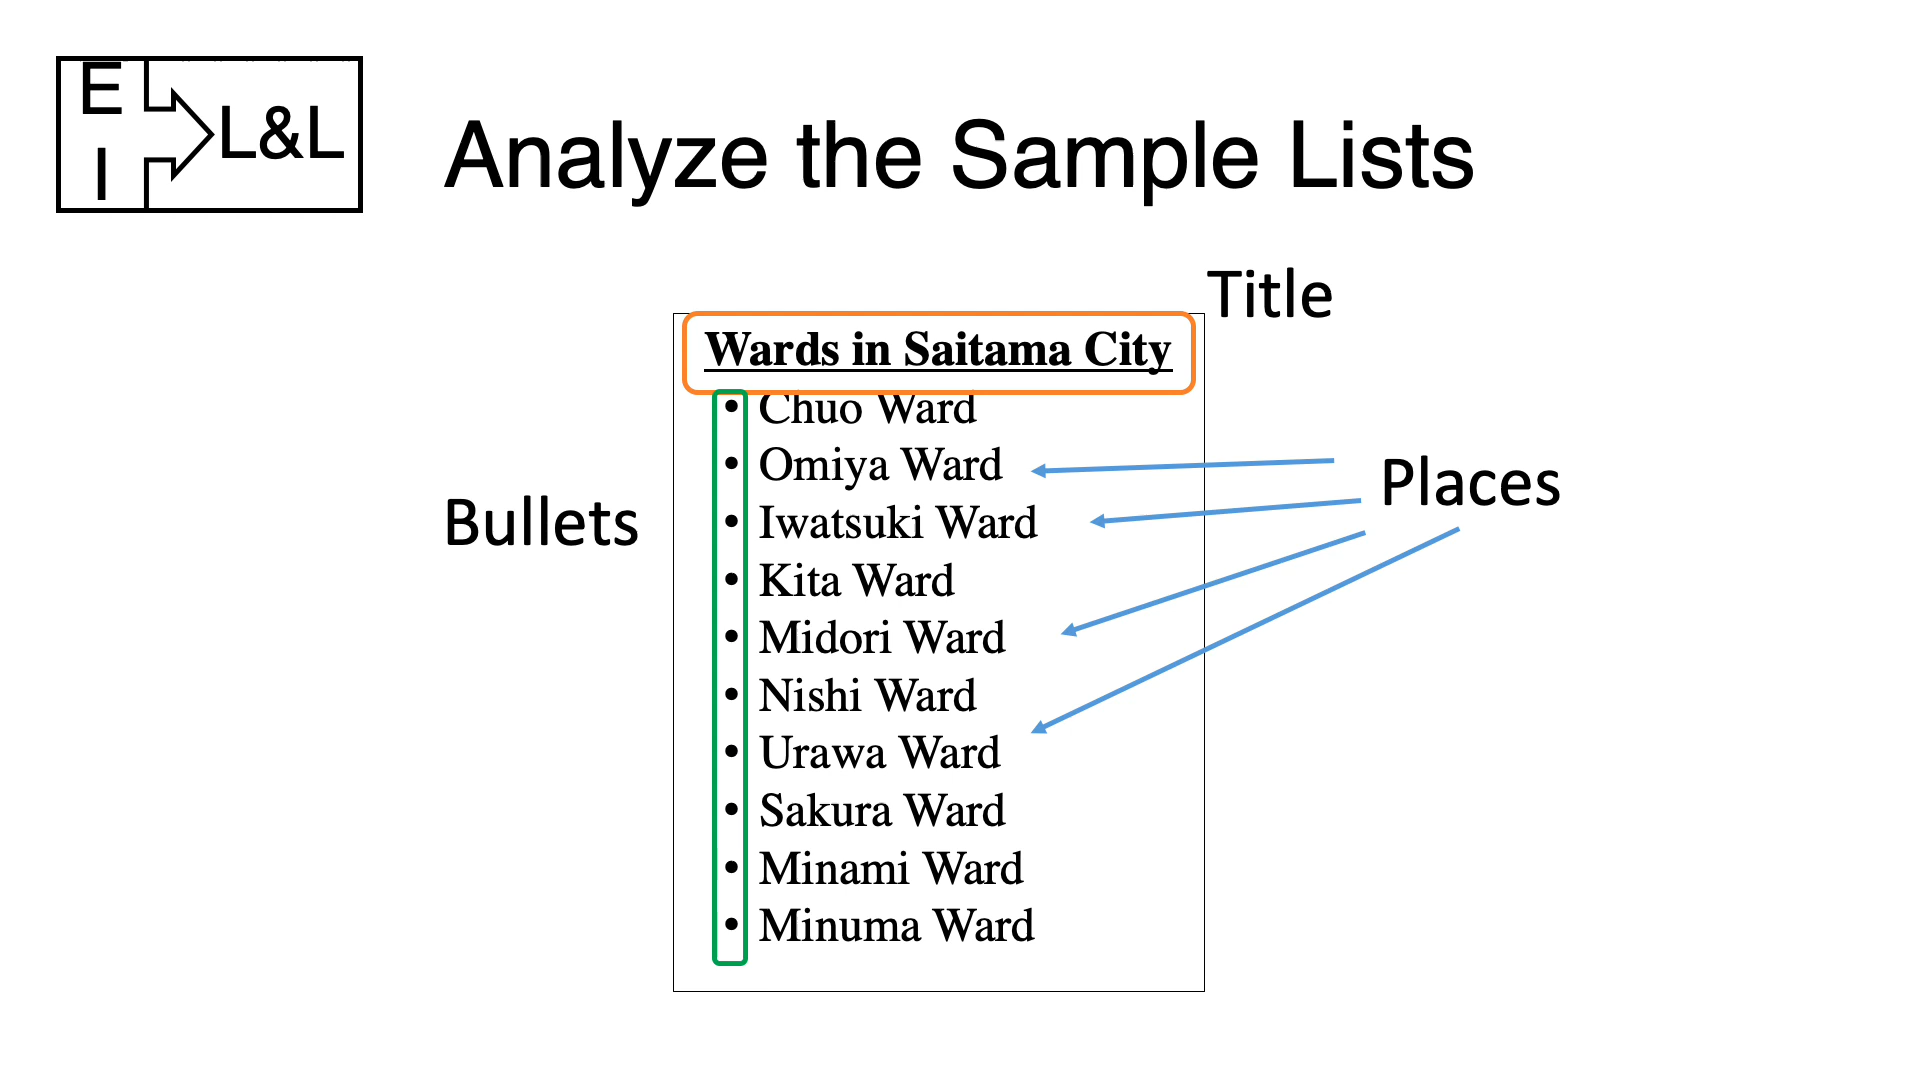 E
I
L&L
Analyze the Sample Lists
Title
Wards in Saitama City
• Chuo Ward
• Omiya Ward
• Iwatsuki Ward
• Kita Ward
• Midori Ward
• Nishi Ward
• Urawa Ward
• Sakura Ward
• Minami Ward
• Minuma Ward
Bullets
Places